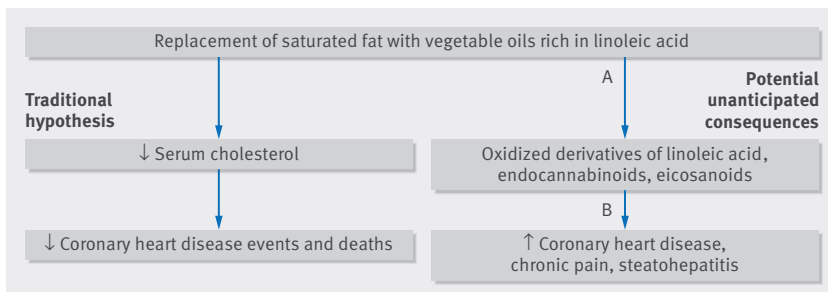 Replacement of saturated fat with vegetable oils rich in linoleic acid
A
Traditional
hypothesis
Potential
unanticipated
consequences
↓ Serum cholesterol
Oxidized derivatives of linoleic acid,
endocannabinoids, eicosanoids
B
↓ Coronary heart disease events and deaths
↑ Coronary heart disease,
chronic pain, steatohepatitis